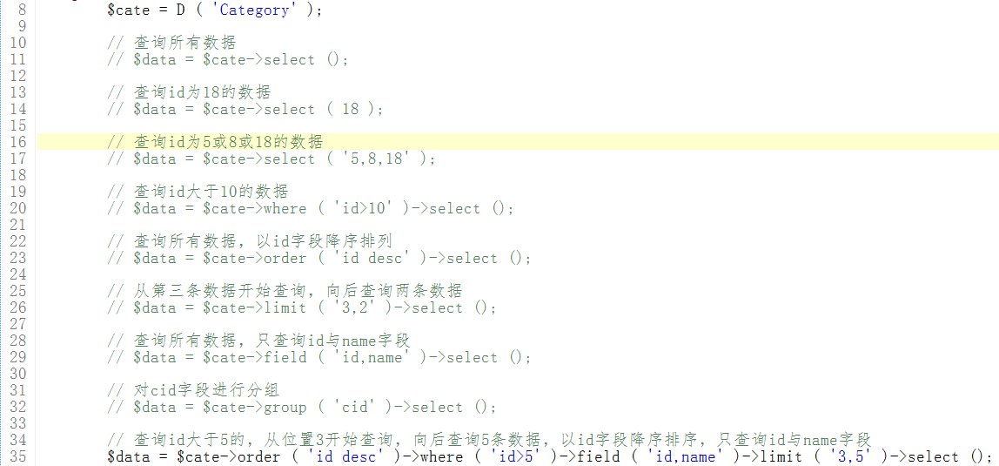 8 $cate = D ( 'Category' );
9
10 // 查询所有数据
11 // $data = $cate->select ();
12
13 // 查询id为18的数据
14 // $data = $cate->select ( 18 );
15
16 // 查询id为5或8或18的数据
17 // $data = $cate->select ( '5,8,18' );
18
19 // 查询id大于10的数据
20 // $data = $cate->where ( 'id>10' )->select ();
21
22 // 查询所有数据，以id字段降序排列
23 // $data = $cate->order ( 'id desc' )->select ();
24
25 // 从第三条数据开始查询，向后查询两条数据
26 // $data = $cate->limit ( '3,2' )->select ();
27
28 // 查询所有数据，只查询id与name字段
29 // $data = $cate->field ( 'id,name' )->select ();
30
31 // 对cid字段进行分组
32 // $data = $cate->group ( 'cid' )->select ();
33
34 // 查询id大于5的，从位置3开始查询，向后查询5条数据，以id字段降序排序，只查询id与name字段
35 $data = $cate->order ( 'id desc' )->where ( 'id>5' )->field ( 'id,name' )->limit ( '3,5' )->select ();